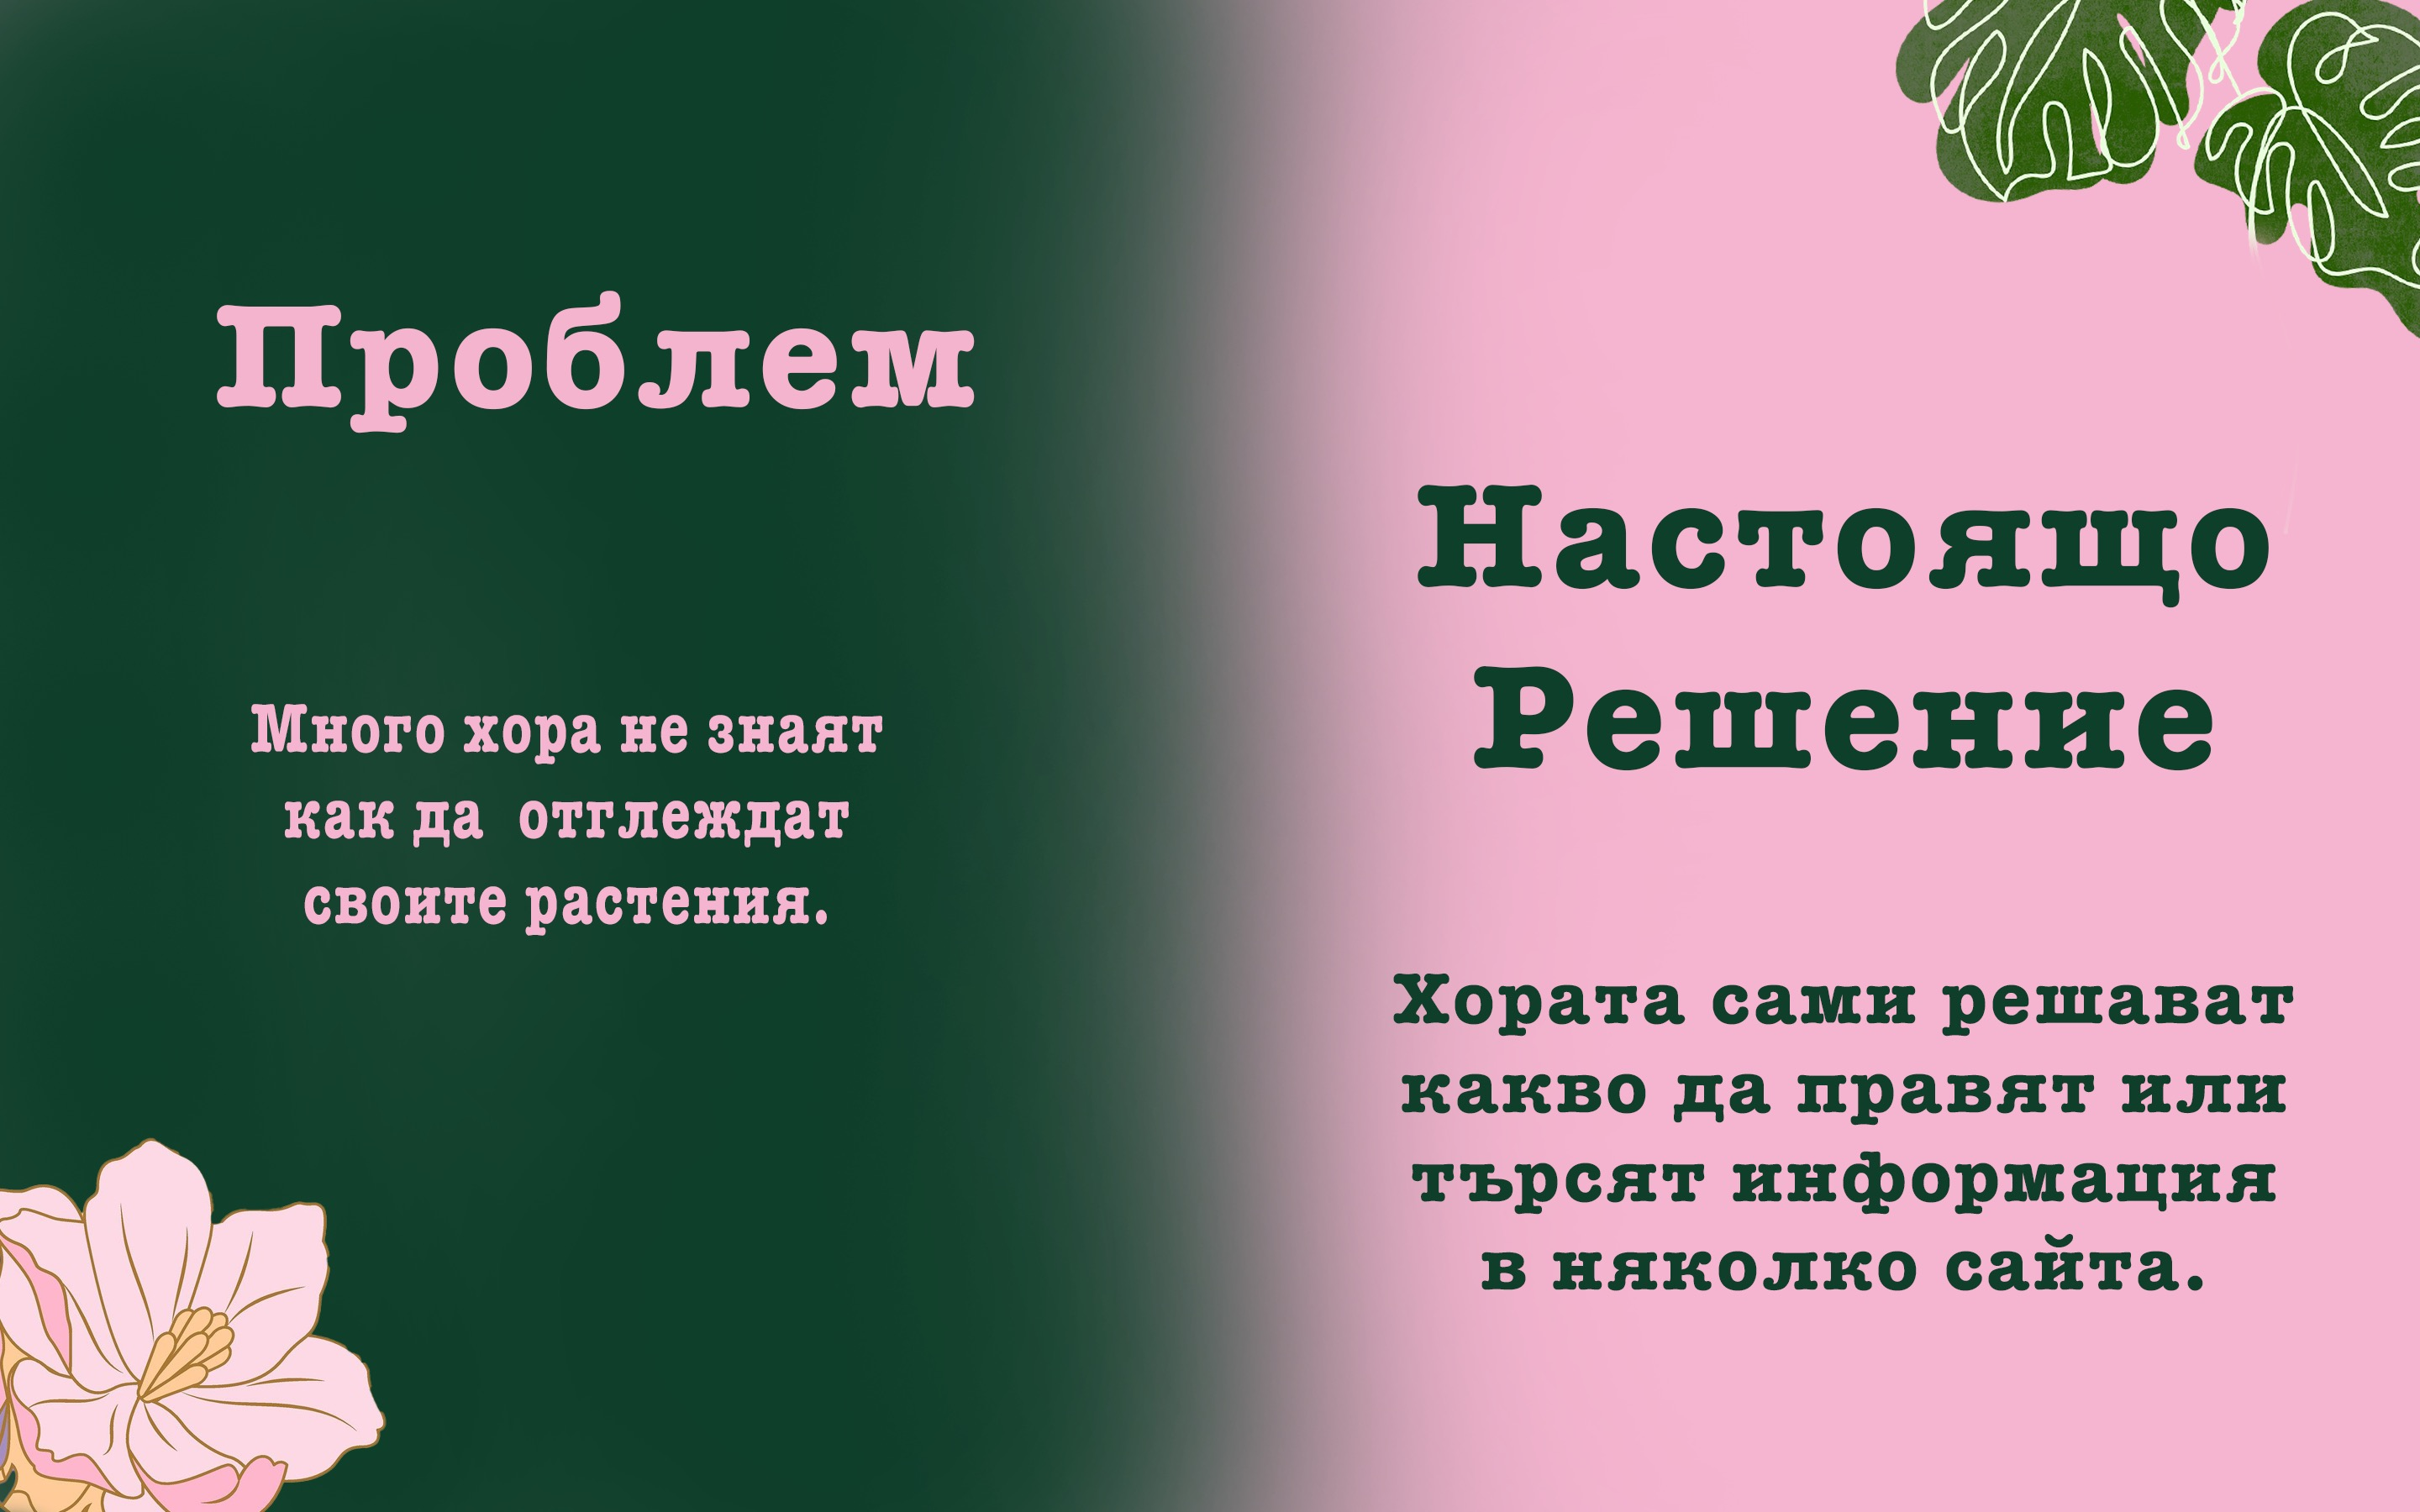 Проблем
Много хора не знаят
как да  отглеждат
своите растения.
Настоящо
Решение
Хората сами решават
какво да правят или
търсят информация
в няколко сайта.